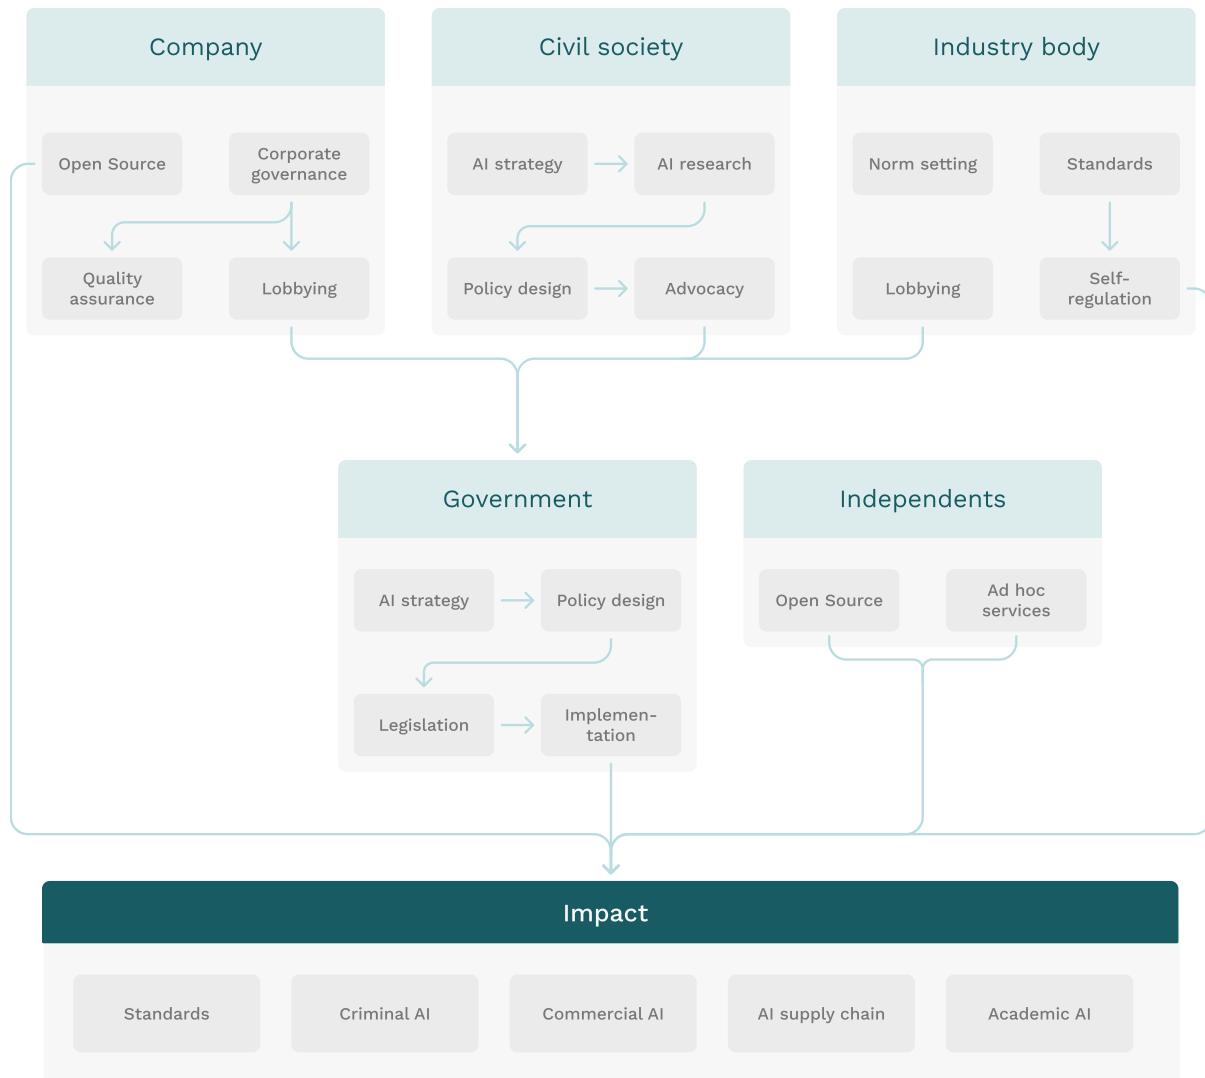 Company
Open Source
Corporate
governance
Quality
assurance
Lobbying
Civil society
AI strategy
AI research
Policy design
Advocacy
Industry body
Norm setting
Standards
Lobbying
Self-
regulation
Government
AI strategy
Policy design
Legislation
Implemen-
tation
Independents
Open Source
Ad hoc
services
Impact
Standards
Criminal AI
Commercial AI
AI supply chain
Academic AI